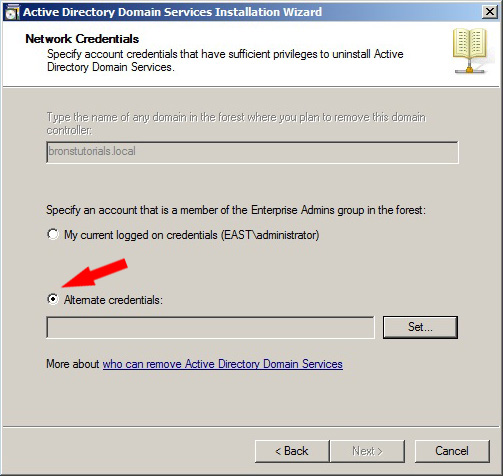 Active Directory Domain Services Installation Wizard
Network Credentials
Specify account credentials that have sufficient privileges to uninstall Active
Directory Domain Services.
Type the name of any domain in the forest where you plan to remove this domain
controller:
bronstutorials.local
Specify an account that is a member of the Enterprise Admins group in the forest:
My current logged on credentials (EAST\administrator)
Alternate credentials:
Set...
More about who can remove Active Directory Domain Services
< Back
Next >
Cancel